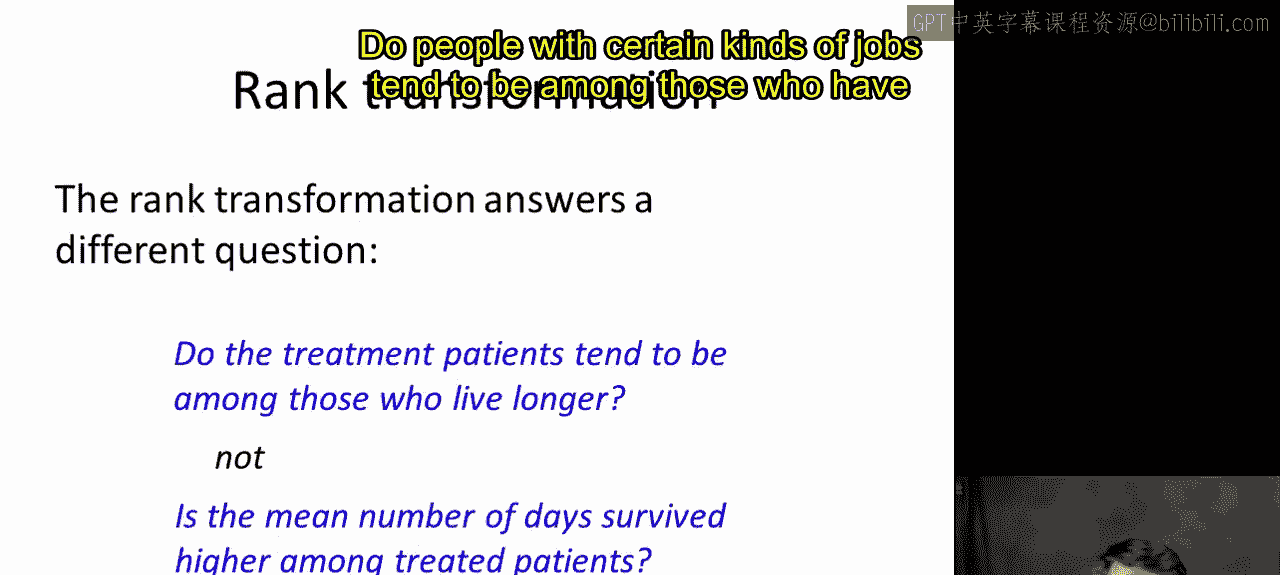 GPT中英字幕课程资源@bilibili.com
Do people with certain kinds of jobs
tend to be among those who have
Rank transformation
The rank transformation answers a
different question:
Do the treatment patients tend to be
among those who live longer?
not
Is the mean number of days survived
higher among treated patients?